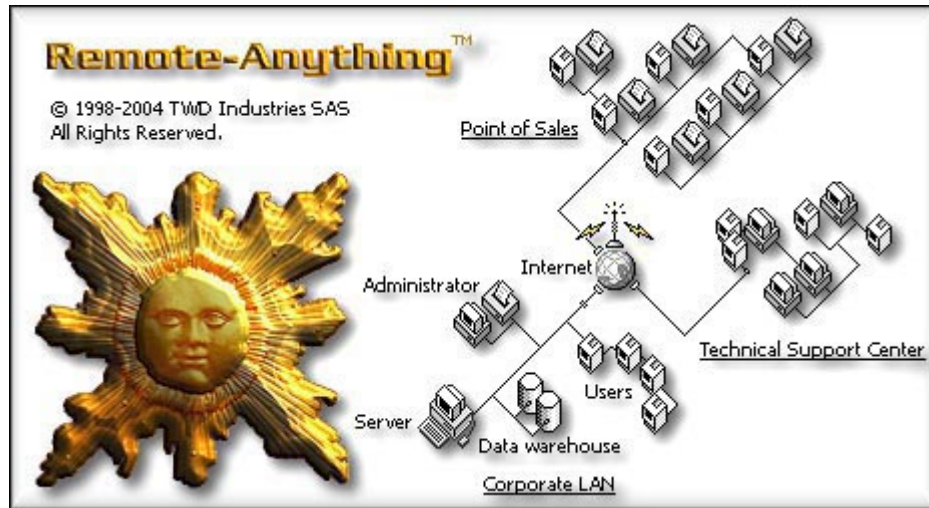 Remote-Anything™
© 1998-2004 TWD Industries SAS
All Rights Reserved.
Point of Sales
Internet
Administrator
Technical Support Center
Users
Server
Data warehouse
Corporate LAN